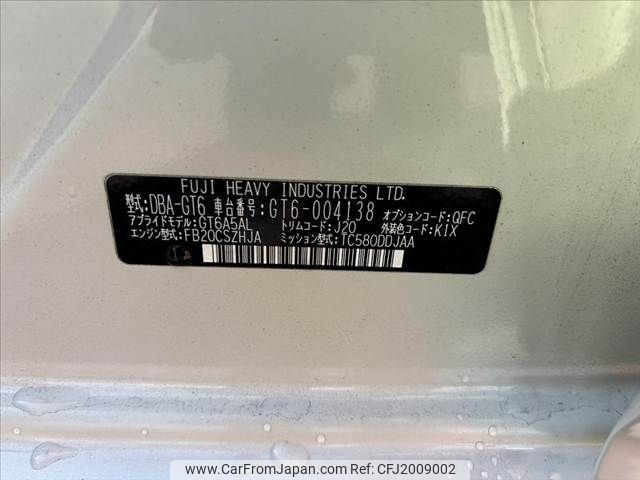 FUJI HEAVY INDUSTRIES LTD.
型式:DBA-GT6 車台番号:GT6-004138 オプションコード:QFC
アプライドモデル:GT6A5AL トリムコード:J20 外装色コード:K1X
エンジン型式:FB20CSZHJA ミッション型式:TC580DDJAA
www.CarFromJapan.com - CFJ2009002